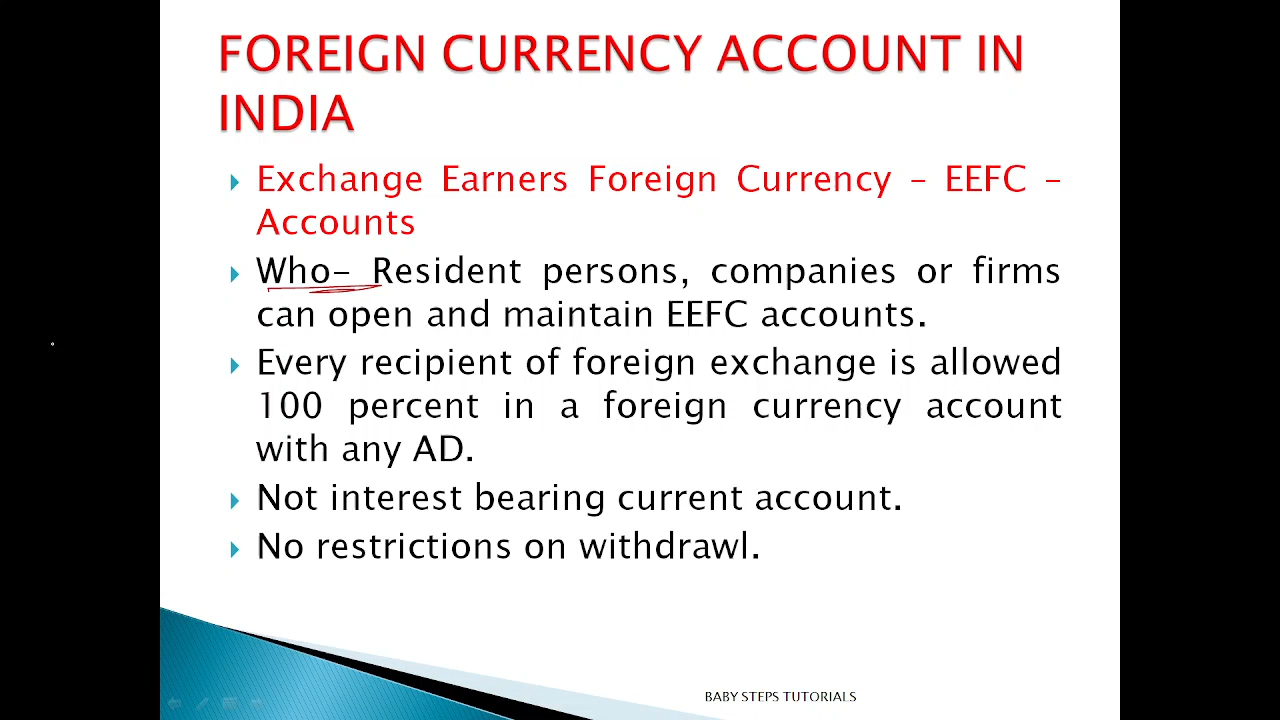 FOREIGN CURRENCY ACCOUNT IN
INDIA
Exchange Earners Foreign Currency – EEFC –
Accounts
Who– Resident persons, companies or firms
can open and maintain EEFC accounts.
Every recipient of foreign exchange is allowed
100 percent in a foreign currency account
with any AD.
Not interest bearing current account.
No restrictions on withdrawl.
BABY STEPS TUTORIALS